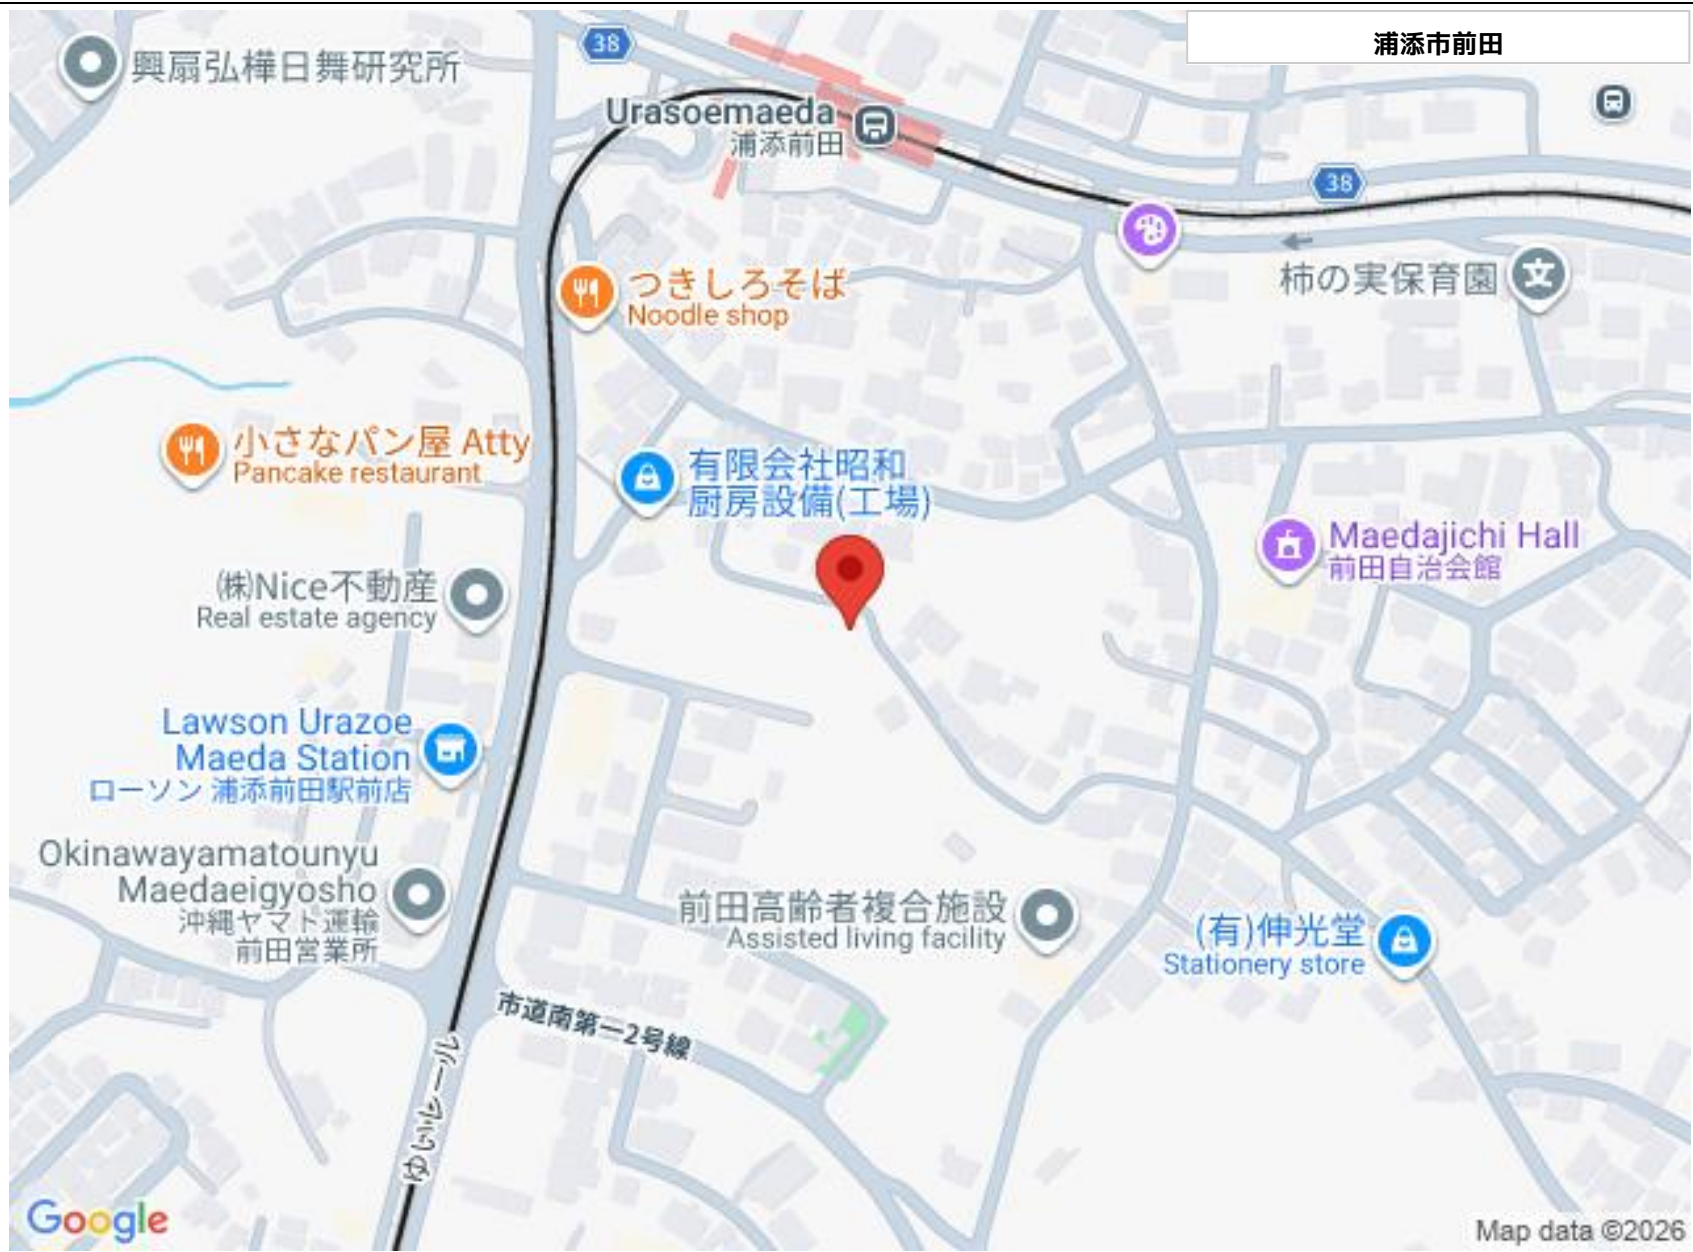 浦添市前田
38
興扇弘樺日舞研究所
Urasoemaeda
浦添前田
38
つきしろそば
Noodle shop
柿の実保育園
小さなパン屋 Atty
Pancake restaurant
有限会社昭和
厨房設備(工場)
Maedajichi Hall
前田自治会館
㈱Nice不動産
Real estate agency
Lawson Urazoe
Maeda Station
ローソン 浦添前田駅前店
Okinawayamatounyu
Maedaeigyosho
沖縄ヤマト運輸
前田営業所
前田高齢者複合施設
Assisted living facility
(有)伸光堂
Stationery store
市道南第一2号線
ゆいレール
Google
Map data ©2026